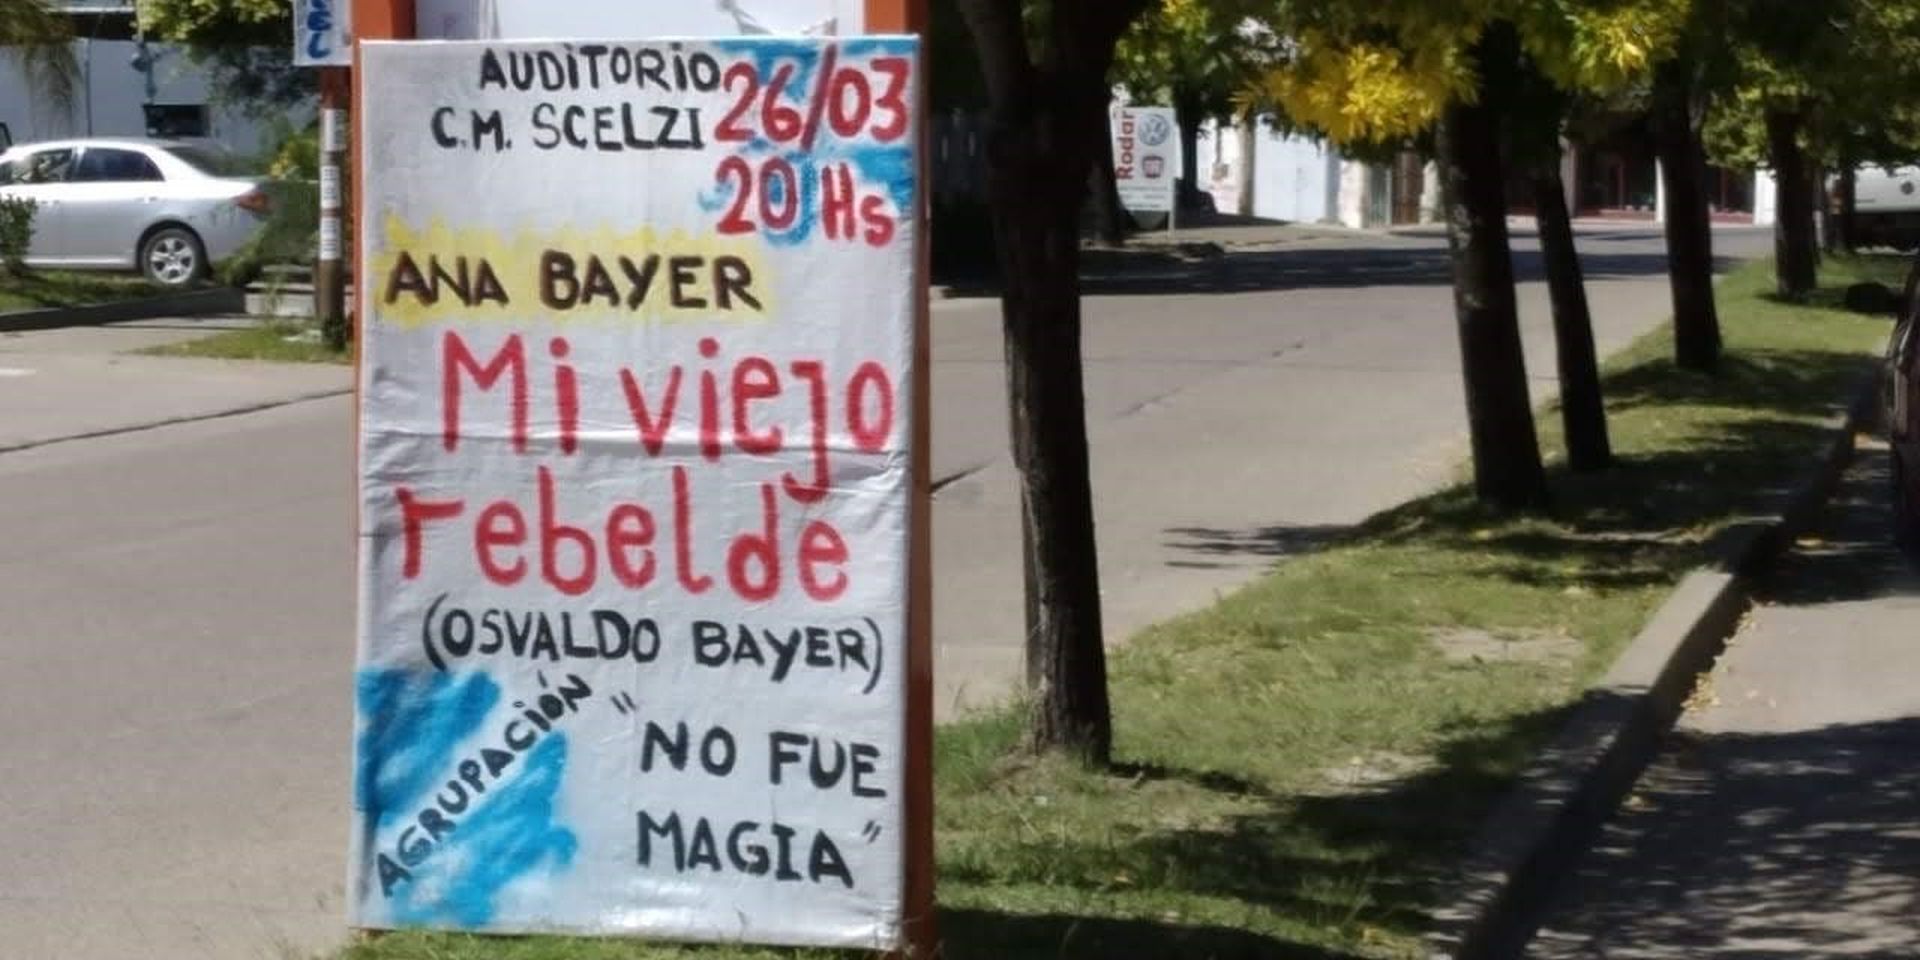 AUDiTORiO
C.M. SCELZI
26/03
20 Hs
ANA BAYER
Mi viejo
rebelde
(OSVALDO BAYER)
AGRUPACiÓN
"NO FUE
MAGIA"
Rodar